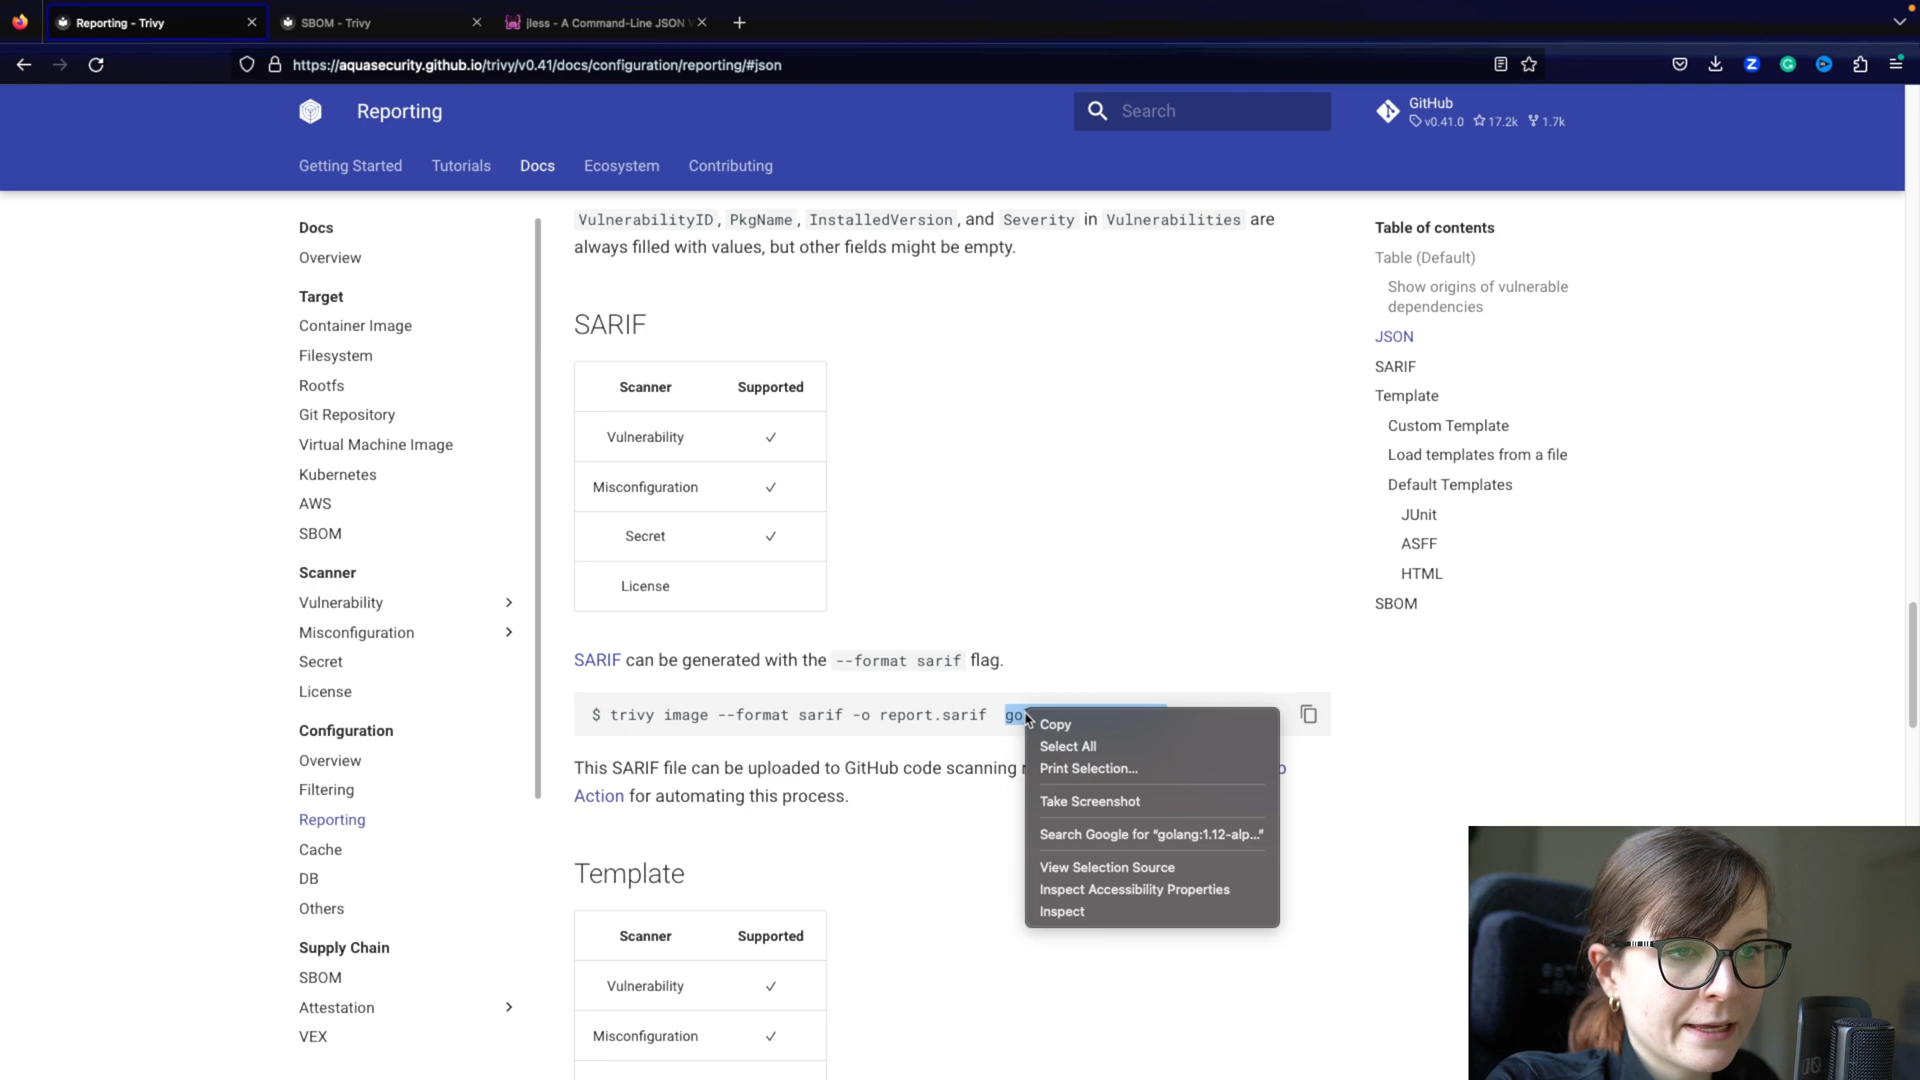 Reporting - Trivy
SBOM - Trivy
jless - A Command-Line JSON
https://aquasecurity.github.io/trivy/v0.41/docs/configuration/reporting/#json
Reporting
Search
GitHub
v0.41.0 17.2k 1.7k
Getting Started
Tutorials
Docs
Ecosystem
Contributing
Docs
Overview
Target
Container Image
Filesystem
Rootfs
Git Repository
Virtual Machine Image
Kubernetes
AWS
SBOM
Scanner
Vulnerability
Misconfiguration
Secret
License
Configuration
Overview
Filtering
Reporting
Cache
DB
Others
Supply Chain
SBOM
Attestation
VEX
VulnerabilityID, PkgName, InstalledVersion, and Severity in Vulnerabilities are
always filled with values, but other fields might be empty.
SARIF
Scanner Supported
Vulnerability ✓
Misconfiguration ✓
Secret ✓
License
SARIF can be generated with the --format sarif flag.
$ trivy image --format sarif -o report.sarif go
This SARIF file can be uploaded to GitHub code scanning
Action for automating this process.
Template
Scanner Supported
Vulnerability ✓
Misconfiguration ✓
Copy
Select All
Print Selection...
Take Screenshot
Search Google for “golang:1.12-alp...”
View Selection Source
Inspect Accessibility Properties
Inspect
Table of contents
Table (Default)
Show origins of vulnerable
dependencies
JSON
SARIF
Template
Custom Template
Load templates from a file
Default Templates
JUnit
ASFF
HTML
SBOM